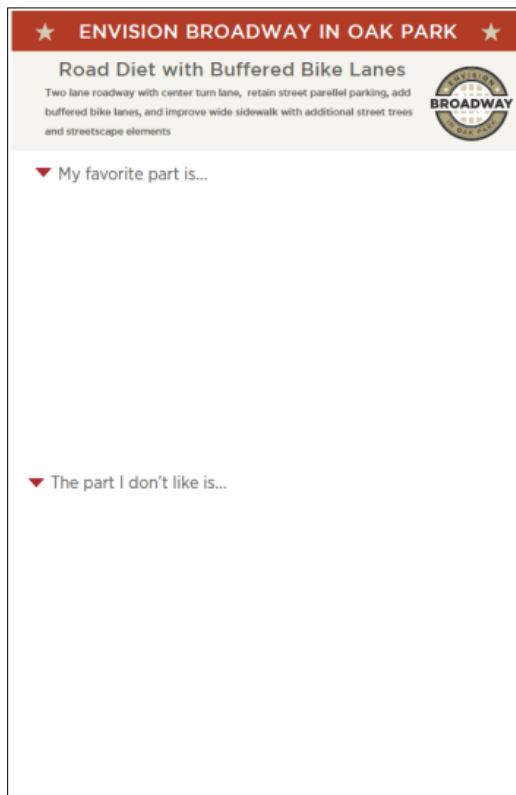 ENVISION BROADWAY IN OAK PARK
Road Diet with Buffered Bike Lanes
Two lane roadway with center turn lane, retain street parellel parking, add
buffered bike lanes, and improve wide sidewalk with additional street trees
and streetscape elements
ENVISION
BROADWAY
IN OAK PARK
My favorite part is...
The part I don't like is...